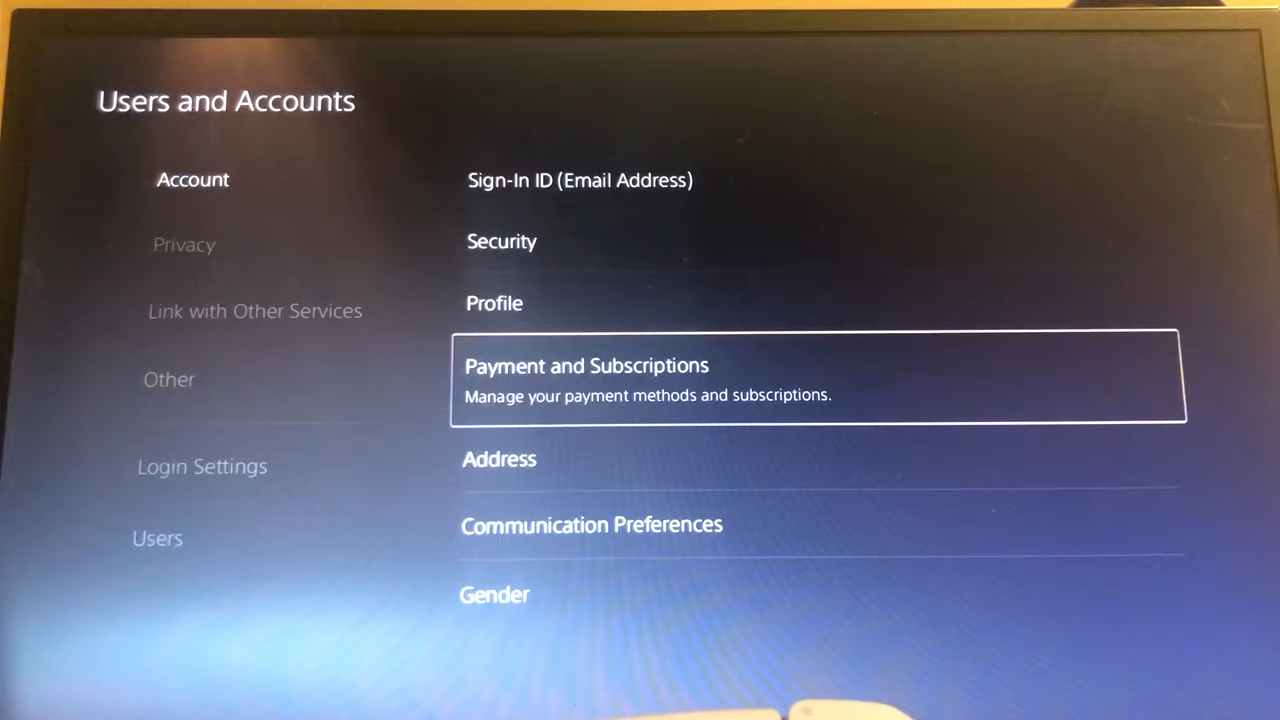 Users and Accounts
Account
Privacy
Link with Other Services
Other
Login Settings
Users
Sign-In ID (Email Address)
Security
Profile
Payment and Subscriptions
Manage your payment methods and subscriptions.
Address
Communication Preferences
Gender